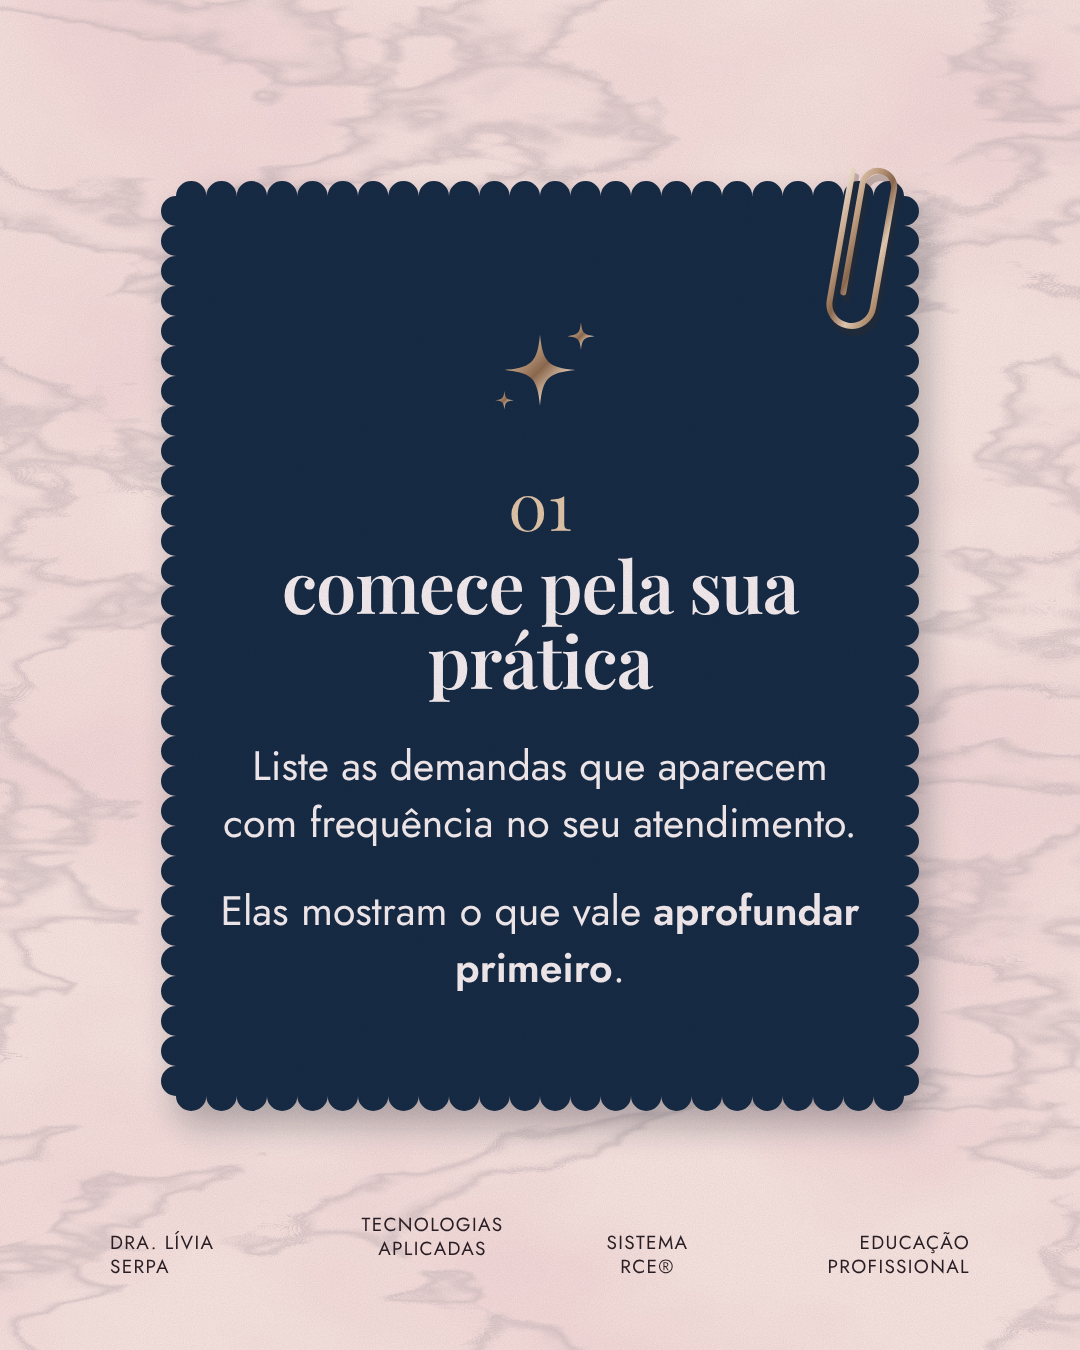 01
comece pela sua
prática
Liste as demandas que aparecem
com frequência no seu atendimento.
Elas mostram o que vale aprofundar
primeiro.
DRA. LÍVIA
SERPA
TECNOLOGIAS
APLICADAS
SISTEMA
RCE®
EDUCAÇÃO
PROFISSIONAL